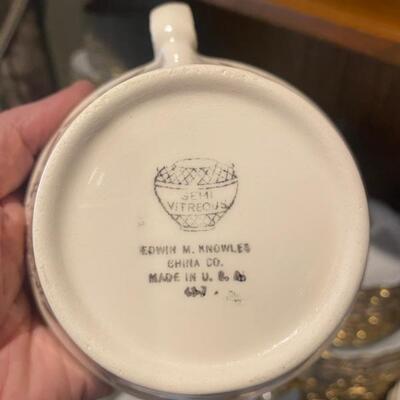 SEMI
VITREOUS
EDWIN M. KNOWLES
CHINA CO.
MADE IN U. S. A.